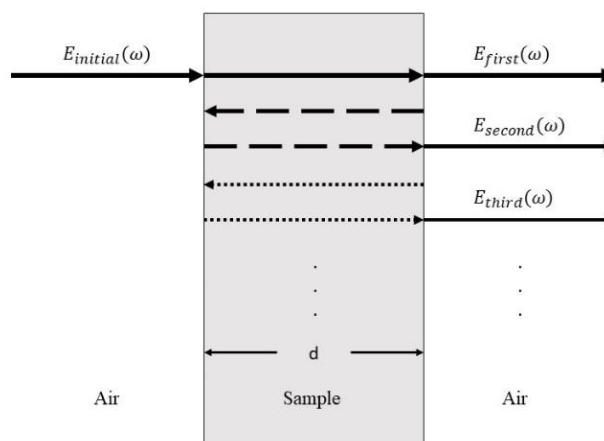 E_initial(ω)
E_first(ω)
E_second(ω)
E_third(ω)
d
Air
Sample
Air